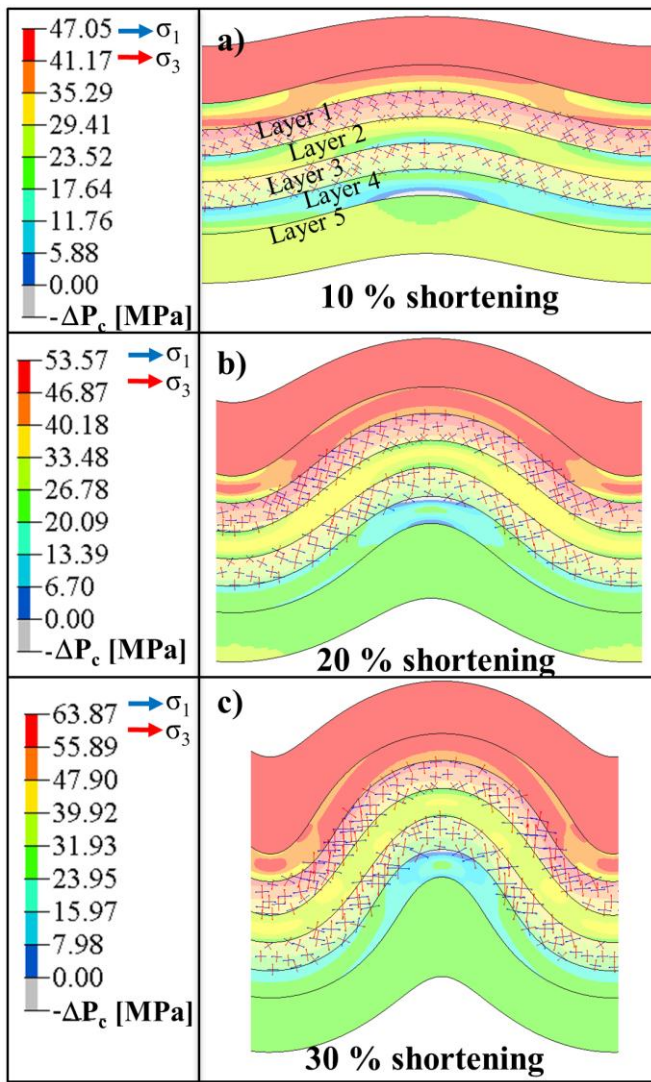 a)
47.05
σ1
41.17
σ3
35.29
29.41
23.52
17.64
11.76
5.88
0.00
-ΔPc [MPa]
Layer 1
Layer 2
Layer 3
Layer 4
Layer 5
10 % shortening
b)
53.57
σ1
46.87
σ3
40.18
33.48
26.78
20.09
13.39
6.70
0.00
-ΔPc [MPa]
20 % shortening
c)
63.87
σ1
55.89
σ3
47.90
39.92
31.93
23.95
15.97
7.98
0.00
-ΔPc [MPa]
30 % shortening